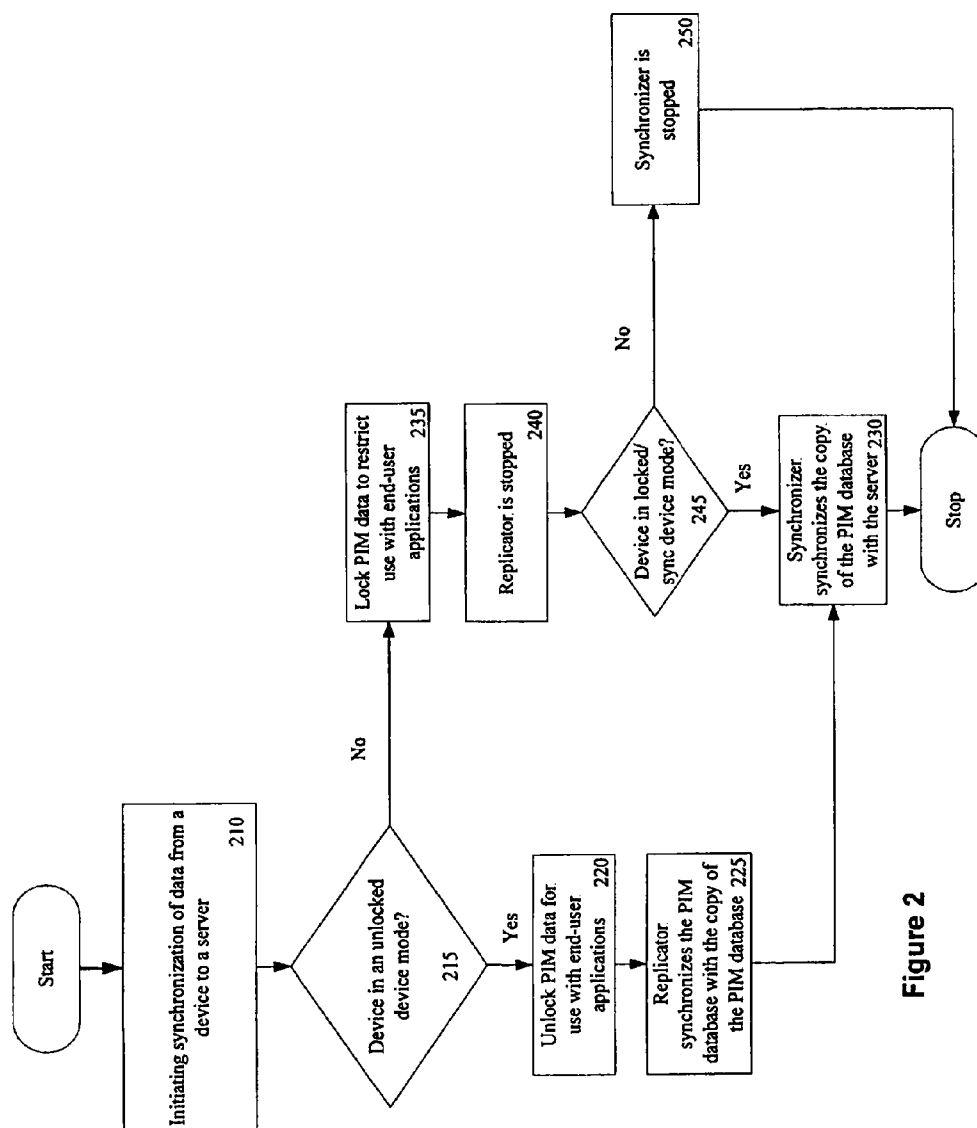 Start
Initiating synchronization of data from a
device to a server
210
Device in an unlocked
device mode?
215
No
Yes
Unlock PIM data for
use with end-user
applications 220
Replicator
synchronizes the PIM
database with the copy of
the PIM database 225
Lock PIM data to restrict
use with end-user
applications 235
Replicator is stopped
240
Device in locked/
sync device mode?
245
No
Yes
Synchronizer
synchronizes the copy
of the PIM database
with the server 230
Synchronizer is
stopped 250
Stop
Figure 2